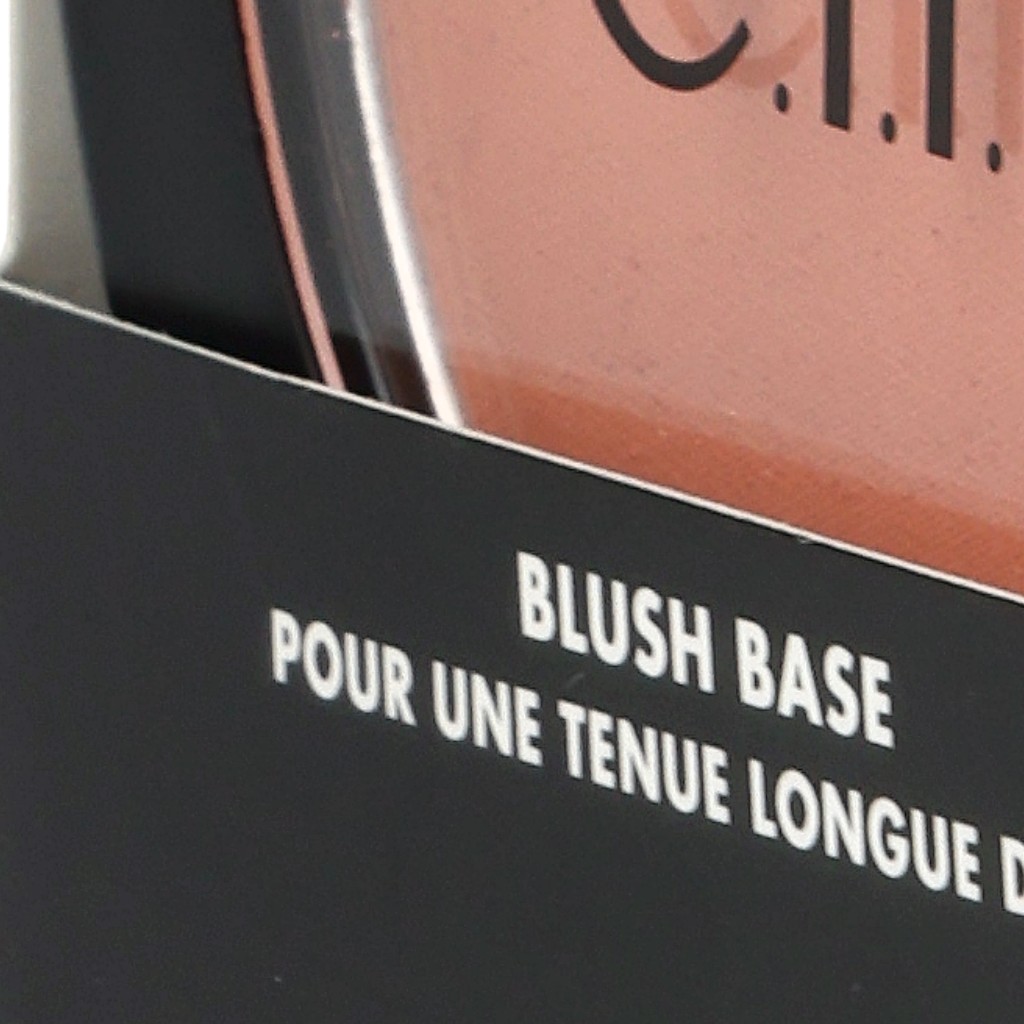 e.l.f.
BLUSH BASE
POUR UNE TENUE LONGUE D